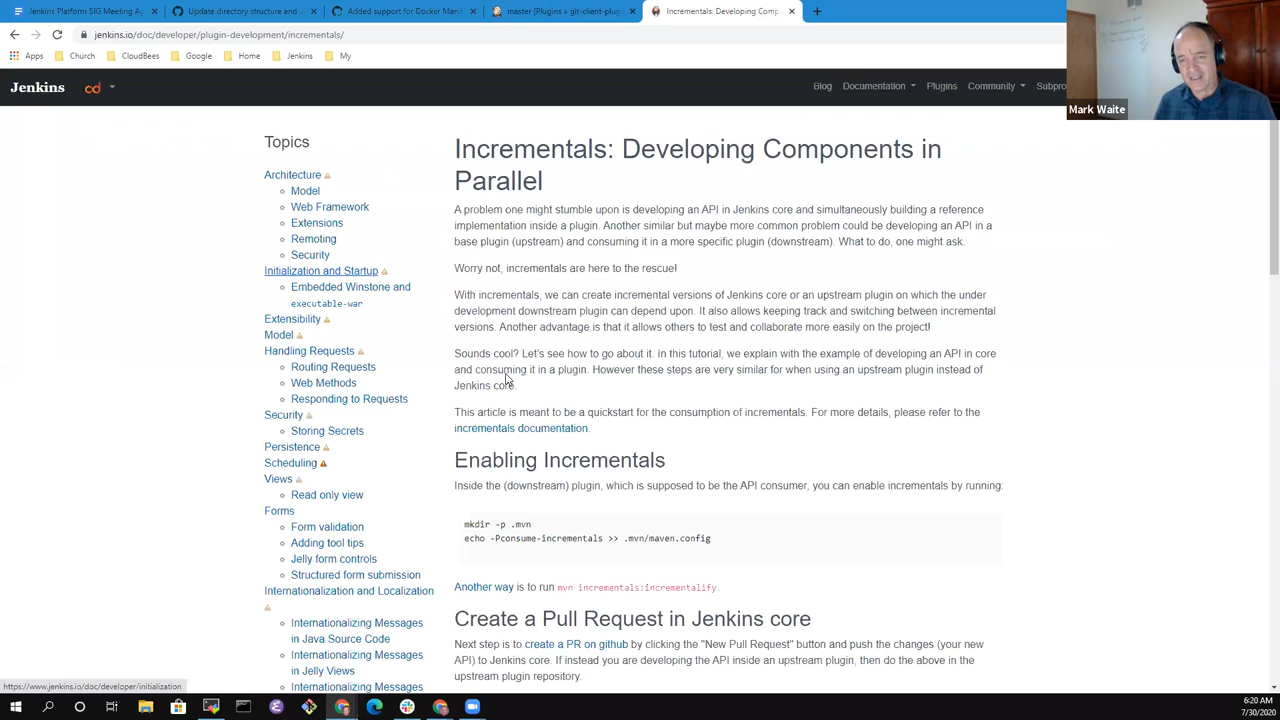 Jenkins Platform SIG Meeting Ag
Update directory structure and
Added support for Docker Mani
master [Plugins » git-client-plug
Incrementals: Developing Comp
jenkins.io/doc/developer/plugin-development/incrementals/
Apps
Church
CloudBees
Google
Home
Jenkins
My
Mark Waite
Jenkins
cd
Blog
Documentation
Plugins
Community
Subpro
Topics
Architecture
Model
Web Framework
Extensions
Remoting
Security
Initialization and Startup
Embedded Winstone and
executable-war
Extensibility
Model
Handling Requests
Routing Requests
Web Methods
Responding to Requests
Security
Storing Secrets
Persistence
Scheduling
Views
Read only view
Forms
Form validation
Adding tool tips
Jelly form controls
Structured form submission
Internationalization and Localization
Internationalizing Messages
in Java Source Code
Internationalizing Messages
in Jelly Views
Internationalizing Messages
Incrementals: Developing Components in
Parallel
A problem one might stumble upon is developing an API in Jenkins core and simultaneously building a reference
implementation inside a plugin. Another similar but maybe more common problem could be developing an API in a
base plugin (upstream) and consuming it in a more specific plugin (downstream). What to do, one might ask.
Worry not, incrementals are here to the rescue!
With incrementals, we can create incremental versions of Jenkins core or an upstream plugin on which the under
development downstream plugin can depend upon. It also allows keeping track and switching between incremental
versions. Another advantage is that it allows others to test and collaborate more easily on the project!
Sounds cool? Let's see how to go about it. In this tutorial, we explain with the example of developing an API in core
and consuming it in a plugin. However these steps are very similar for when using an upstream plugin instead of
Jenkins core.
This article is meant to be a quickstart for the consumption of incrementals. For more details, please refer to the
incrementals documentation.
Enabling Incrementals
Inside the (downstream) plugin, which is supposed to be the API consumer, you can enable incrementals by running:
mkdir -p .mvn
echo -Pconsume-incrementals >> .mvn/maven.config
Another way is to run mvn incrementals:incrementalify.
Create a Pull Request in Jenkins core
Next step is to create a PR on github by clicking the "New Pull Request" button and push the changes (your new
API) to Jenkins core. If instead you are developing the API inside an upstream plugin, then do the above in the
upstream plugin repository.
https://www.jenkins.io/doc/developer/initialization
6:20 AM
7/30/2020